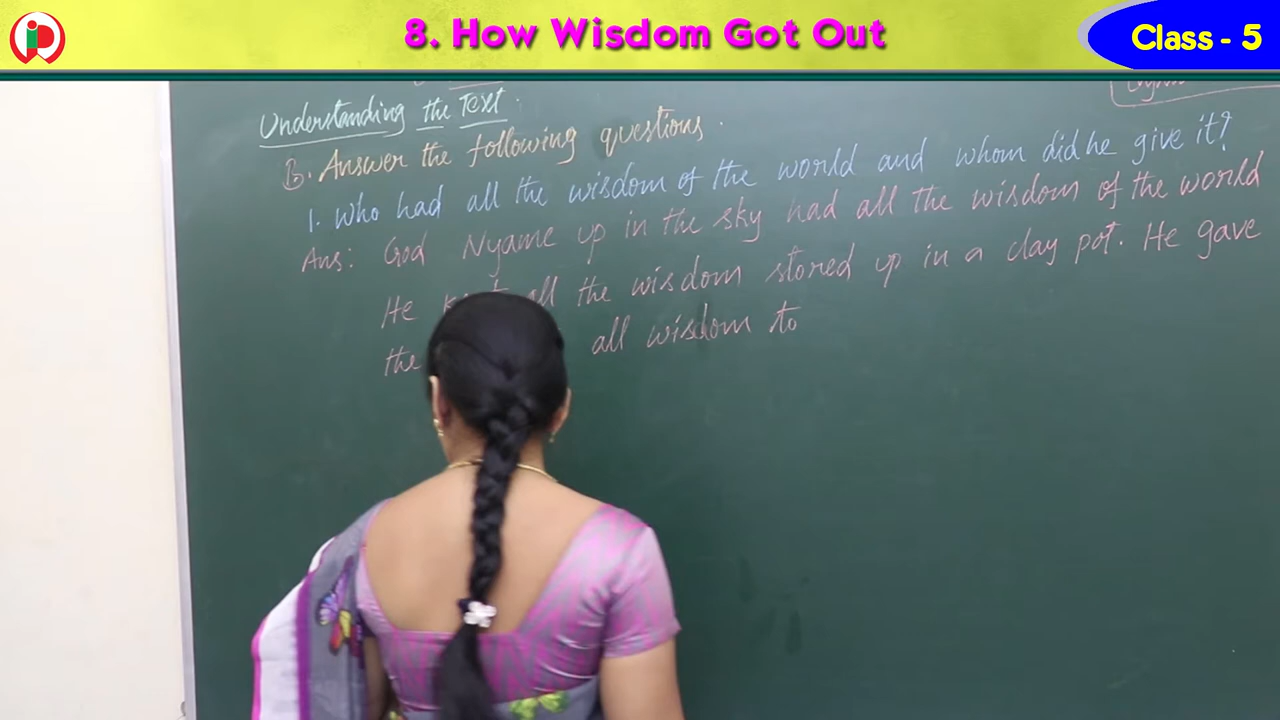 8. How Wisdom Got Out
Class - 5
Understanding the Text.
B. Answer the following questions.
1. Who had all the wisdom of the world and whom did he give it?
Ans: God Nyame up in the sky had all the wisdom of the world
He all the wisdom stored up in a clay pot. He gave
the all wisdom to